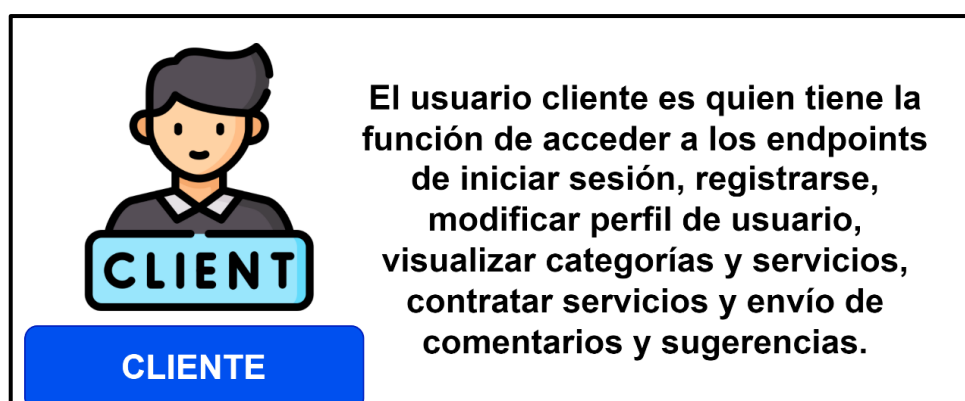 El usuario cliente es quien tiene la
función de acceder a los endpoints
de iniciar sesión, registrarse,
modificar perfil de usuario,
visualizar categorías y servicios,
contratar servicios y envío de
comentarios y sugerencias.
CLIENT
CLIENTE